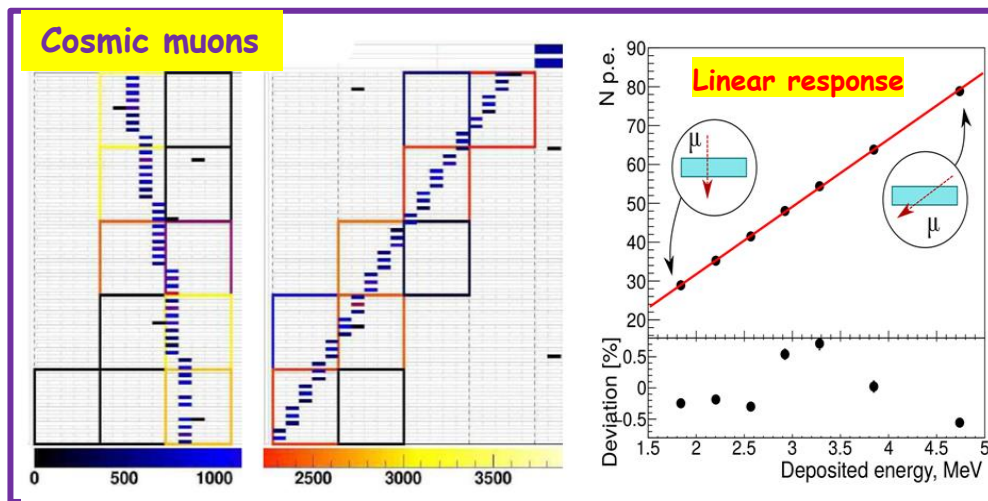 Cosmic muons
0 500 1000
2500 3000 3500
Linear response
N p.e.
90
80
70
60
50
40
30
20
μ
μ
μ
Deviation [%]
0.5
0
-0.5
1.5 2 2.5 3 3.5 4 4.5 5
Deposited energy, MeV